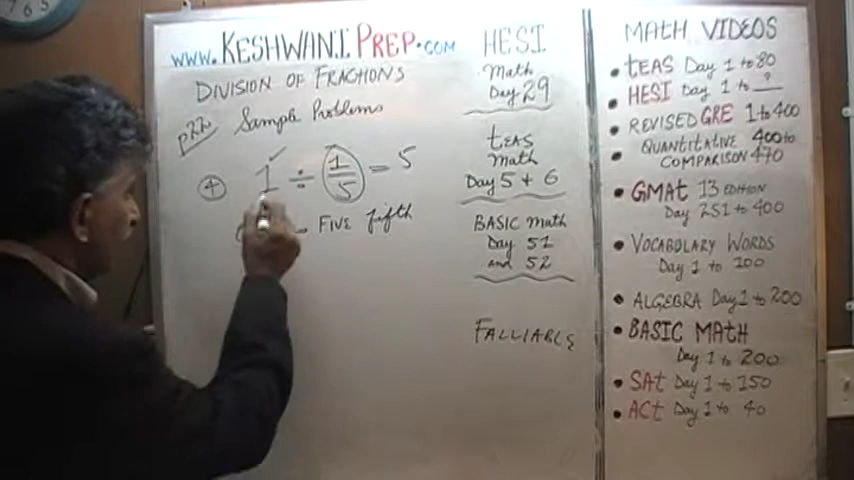 www.KESHWANIPREP.COM
DIVISION OF FRACTIONS
p22 Sample Problems
4 1 ÷ 1/5 = 5
FIVE fifth
HESI
Math
Day 29
tEAS
Math
Day 5 + 6
BASIC Math
Day 51
and 52
FALLIABLE
MATH VIDEOS
• tEAS Day 1 to 80
• HESI Day 1 to ?
• REVISED GRE 1 to 400
• QUANTITATIVE 400 to
COMPARISON 470
• GMAt 13 EDITION
Day 251 to 400
• VOCABULARY WORDS
Day 1 to 100
• ALGEBRA Day 1 to 200
• BASIC MATH
Day 1 to 200
• SAt Day 1 to 150
• ACt Day 1 to 40